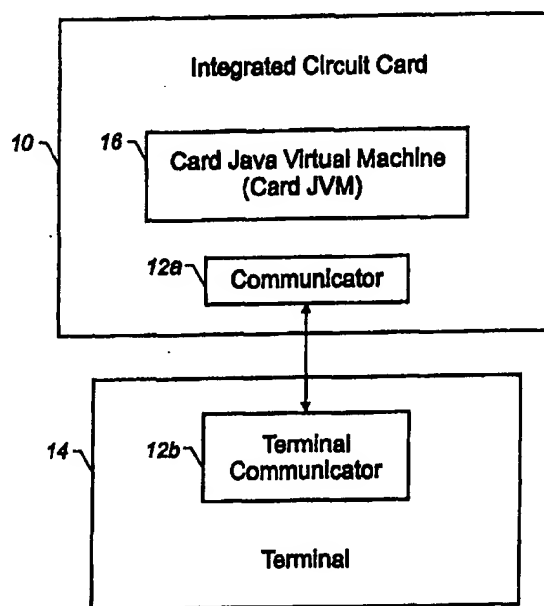 Integrated Circuit Card
10
16
Card Java Virtual Machine
(Card JVM)
12a
Communicator
14
12b
Terminal
Communicator
Terminal